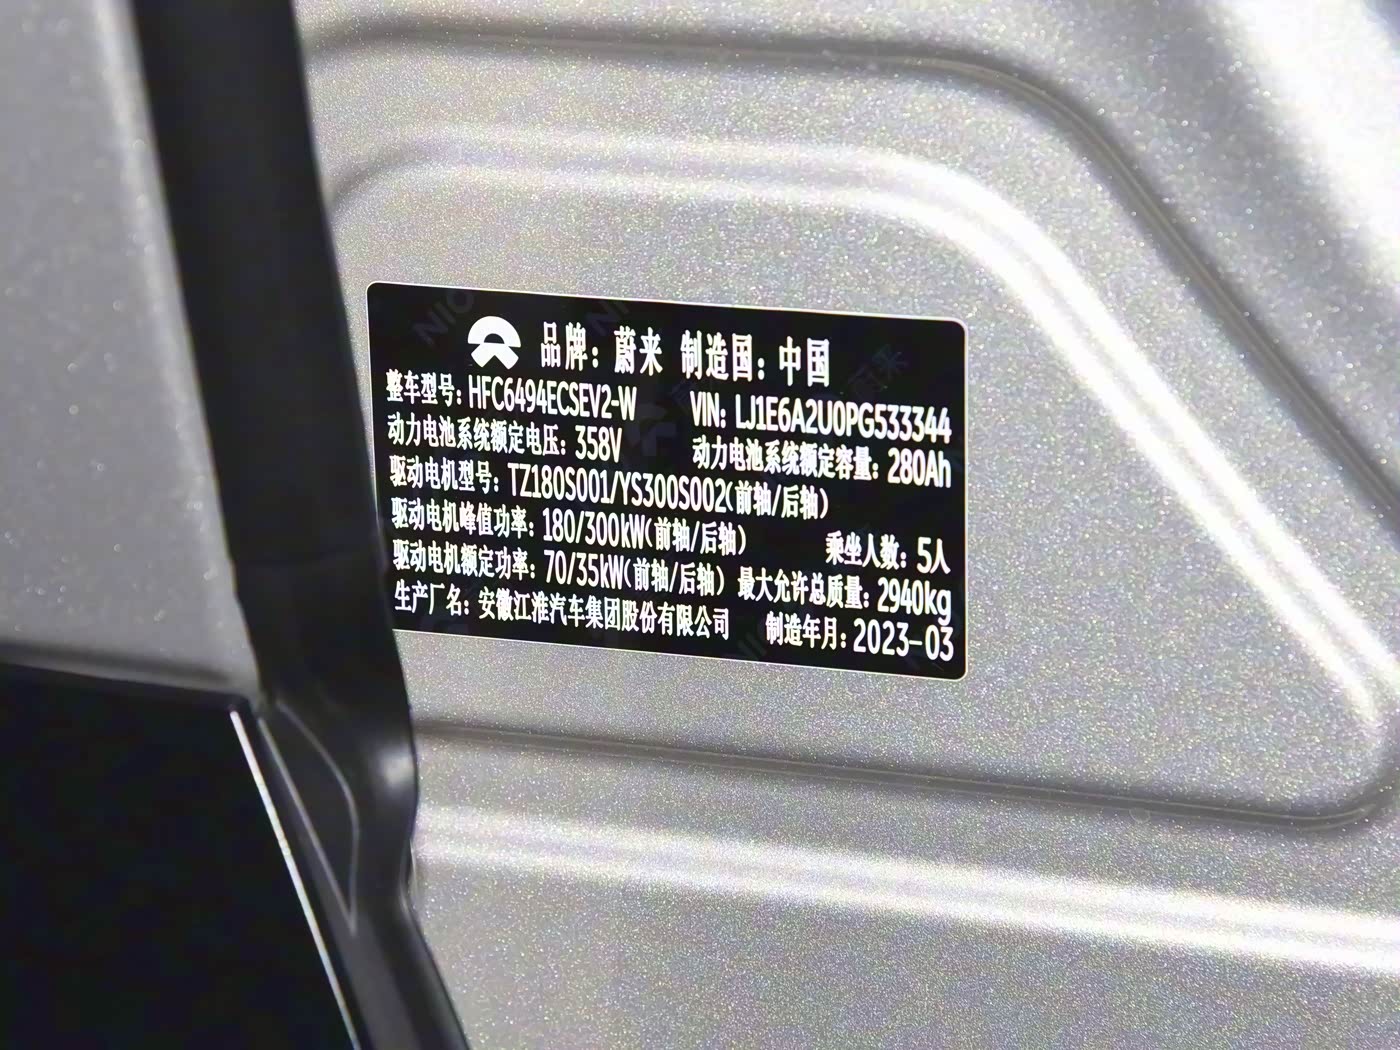 品牌：蔚来 制造国：中国
整车型号：HFC6494ECSEV2-W VIN：LJ1E6A2U0PG533344
动力电池系统额定电压：358V 动力电池系统额定容量：280Ah
驱动电机型号：TZ180S001/YS300S002(前轴/后轴)
驱动电机峰值功率：180/300kW(前轴/后轴) 乘坐人数：5人
驱动电机额定功率：70/35kW(前轴/后轴) 最大允许总质量：2940kg
生产厂名：安徽江淮汽车集团股份有限公司 制造年月：2023-03